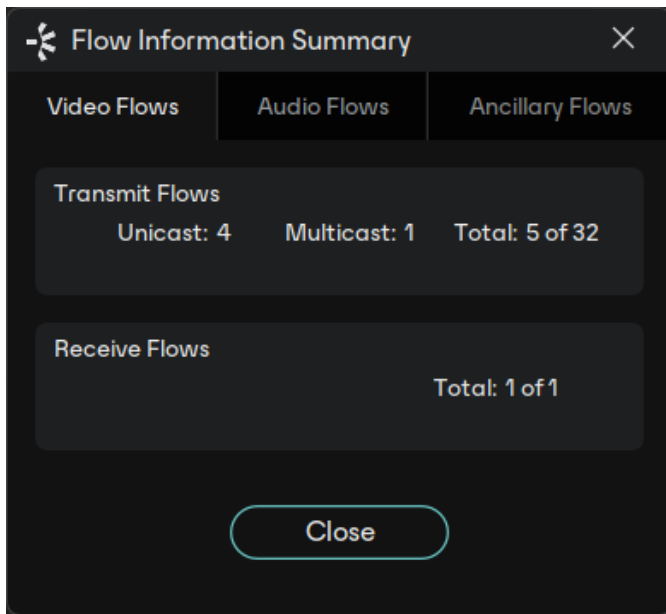 Flow Information Summary
Video Flows Audio Flows Ancillary Flows
Transmit Flows
Unicast: 4 Multicast: 1 Total: 5 of 32
Receive Flows
Total: 1 of 1
Close